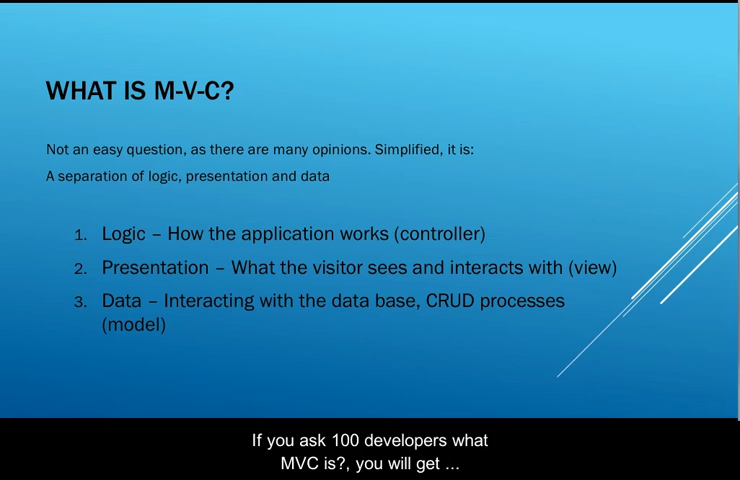 WHAT IS M-V-C?
Not an easy question, as there are many opinions. Simplified, it is:
A separation of logic, presentation and data
1. Logic – How the application works (controller)
2. Presentation – What the visitor sees and interacts with (view)
3. Data – Interacting with the data base, CRUD processes
(model)
If you ask 100 developers what
MVC is?, you will get ...